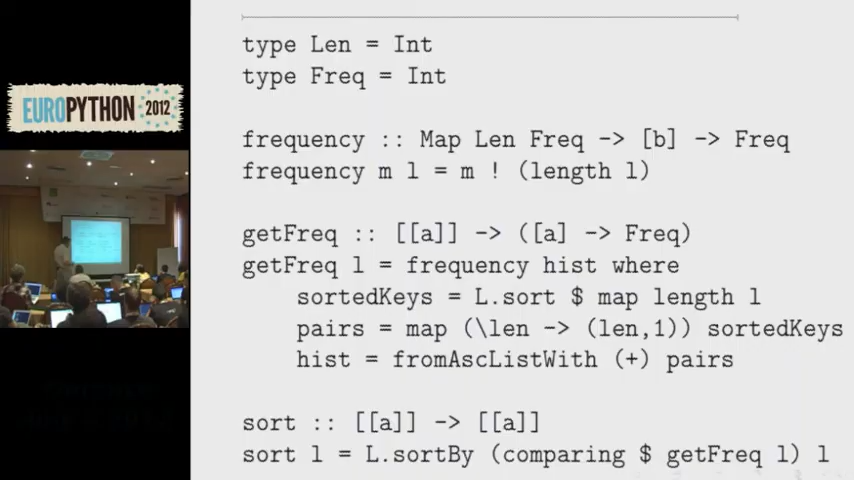 EUROPYTHON 2012
type Len = Int
type Freq = Int
frequency :: Map Len Freq -> [b] -> Freq
frequency m l = m ! (length l)
getFreq :: [[a]] -> ([a] -> Freq)
getFreq l = frequency hist where
sortedKeys = L.sort $ map length l
pairs = map (\len -> (len,1)) sortedKeys
hist = fromAscListWith (+) pairs
sort :: [[a]] -> [[a]]
sort l = L.sortBy (comparing $ getFreq l) l